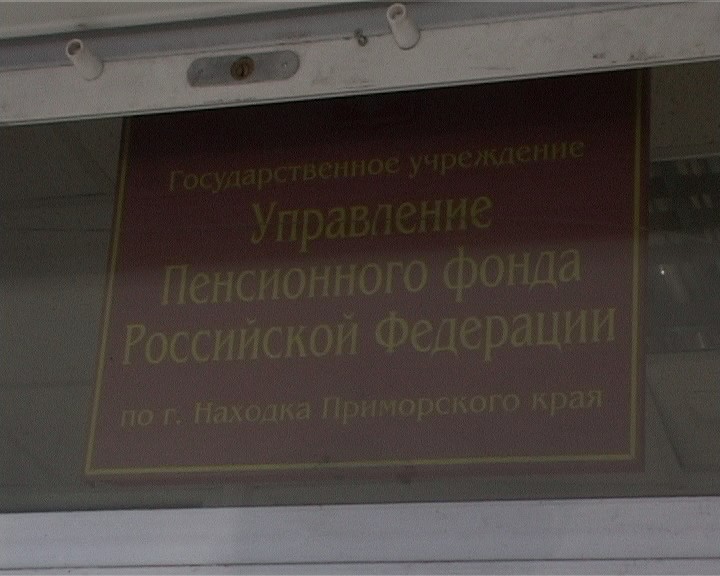 Государственное учреждение
Управление
Пенсионного фонда
Российской Федерации
по г. Находка Приморского края